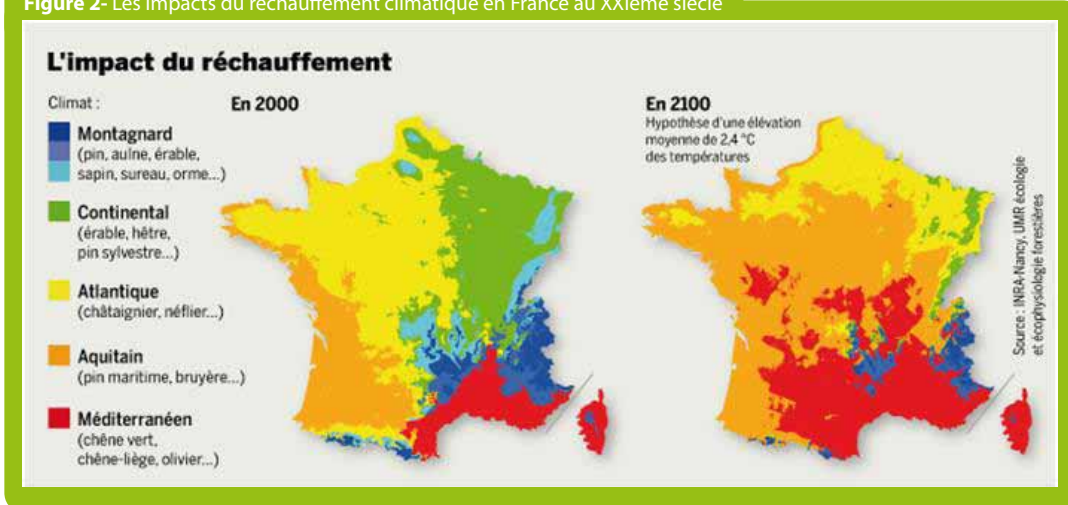 Figure 2- Les impacts du réchauffement climatique en France au XXIème siècle
L'impact du réchauffement
Climat :
Montagnard
(pin, aulne, érable,
sapin, sureau, orme...)
Continental
(érable, hêtre,
pin sylvestre...)
Atlantique
(châtaignier, néflier...)
Aquitain
(pin maritime, bruyère...)
Méditerranéen
(chêne vert,
chêne-liège, olivier...)
En 2000
En 2100
Hypothèse d'une élévation
moyenne de 2,4 °C
des températures
Source : INRA-Nancy, UMR écologie
et écophysiologie forestières